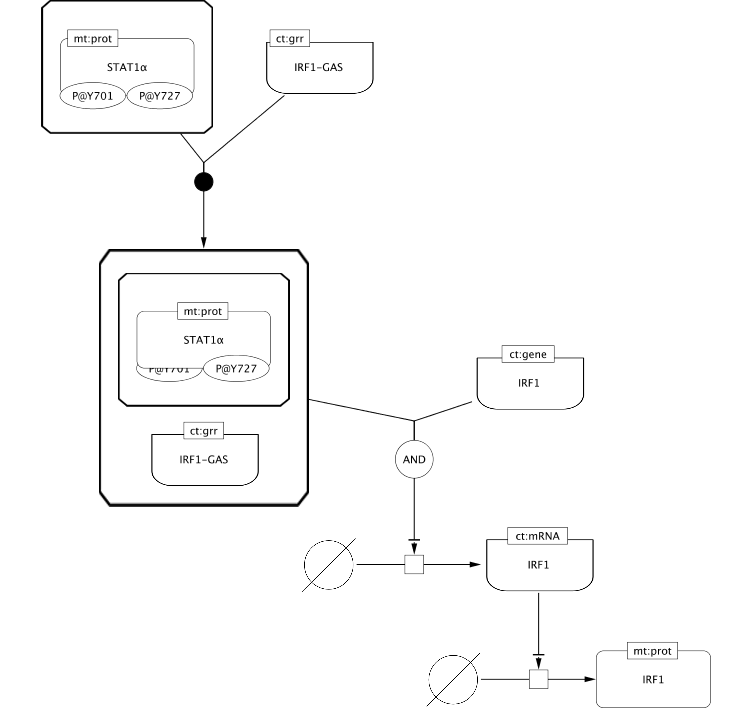 mt:prot
STAT1α
P@Y701
P@Y727
ct:grr
IRF1-GAS
mt:prot
STAT1α
P@Y701
P@Y727
ct:grr
IRF1-GAS
ct:gene
IRF1
AND
ct:mRNA
IRF1
mt:prot
IRF1